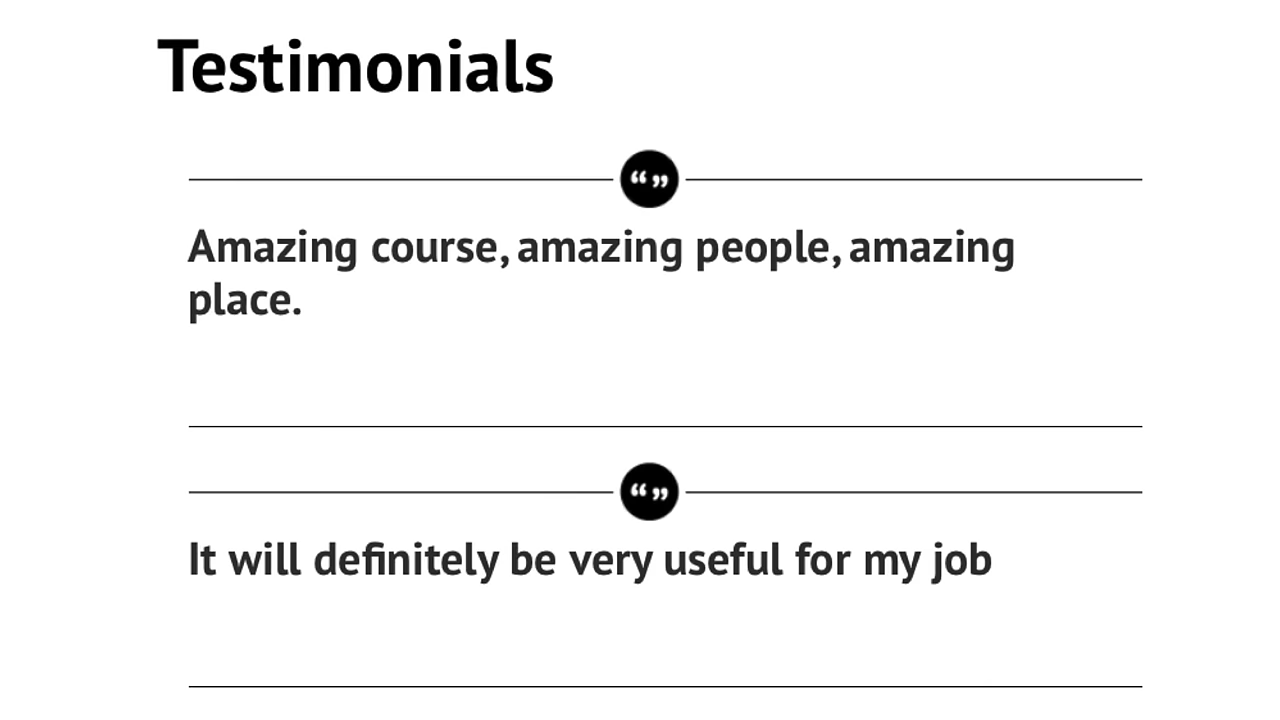 Testimonials
“ ”
Amazing course, amazing people, amazing
place.
“ ”
It will definitely be very useful for my job